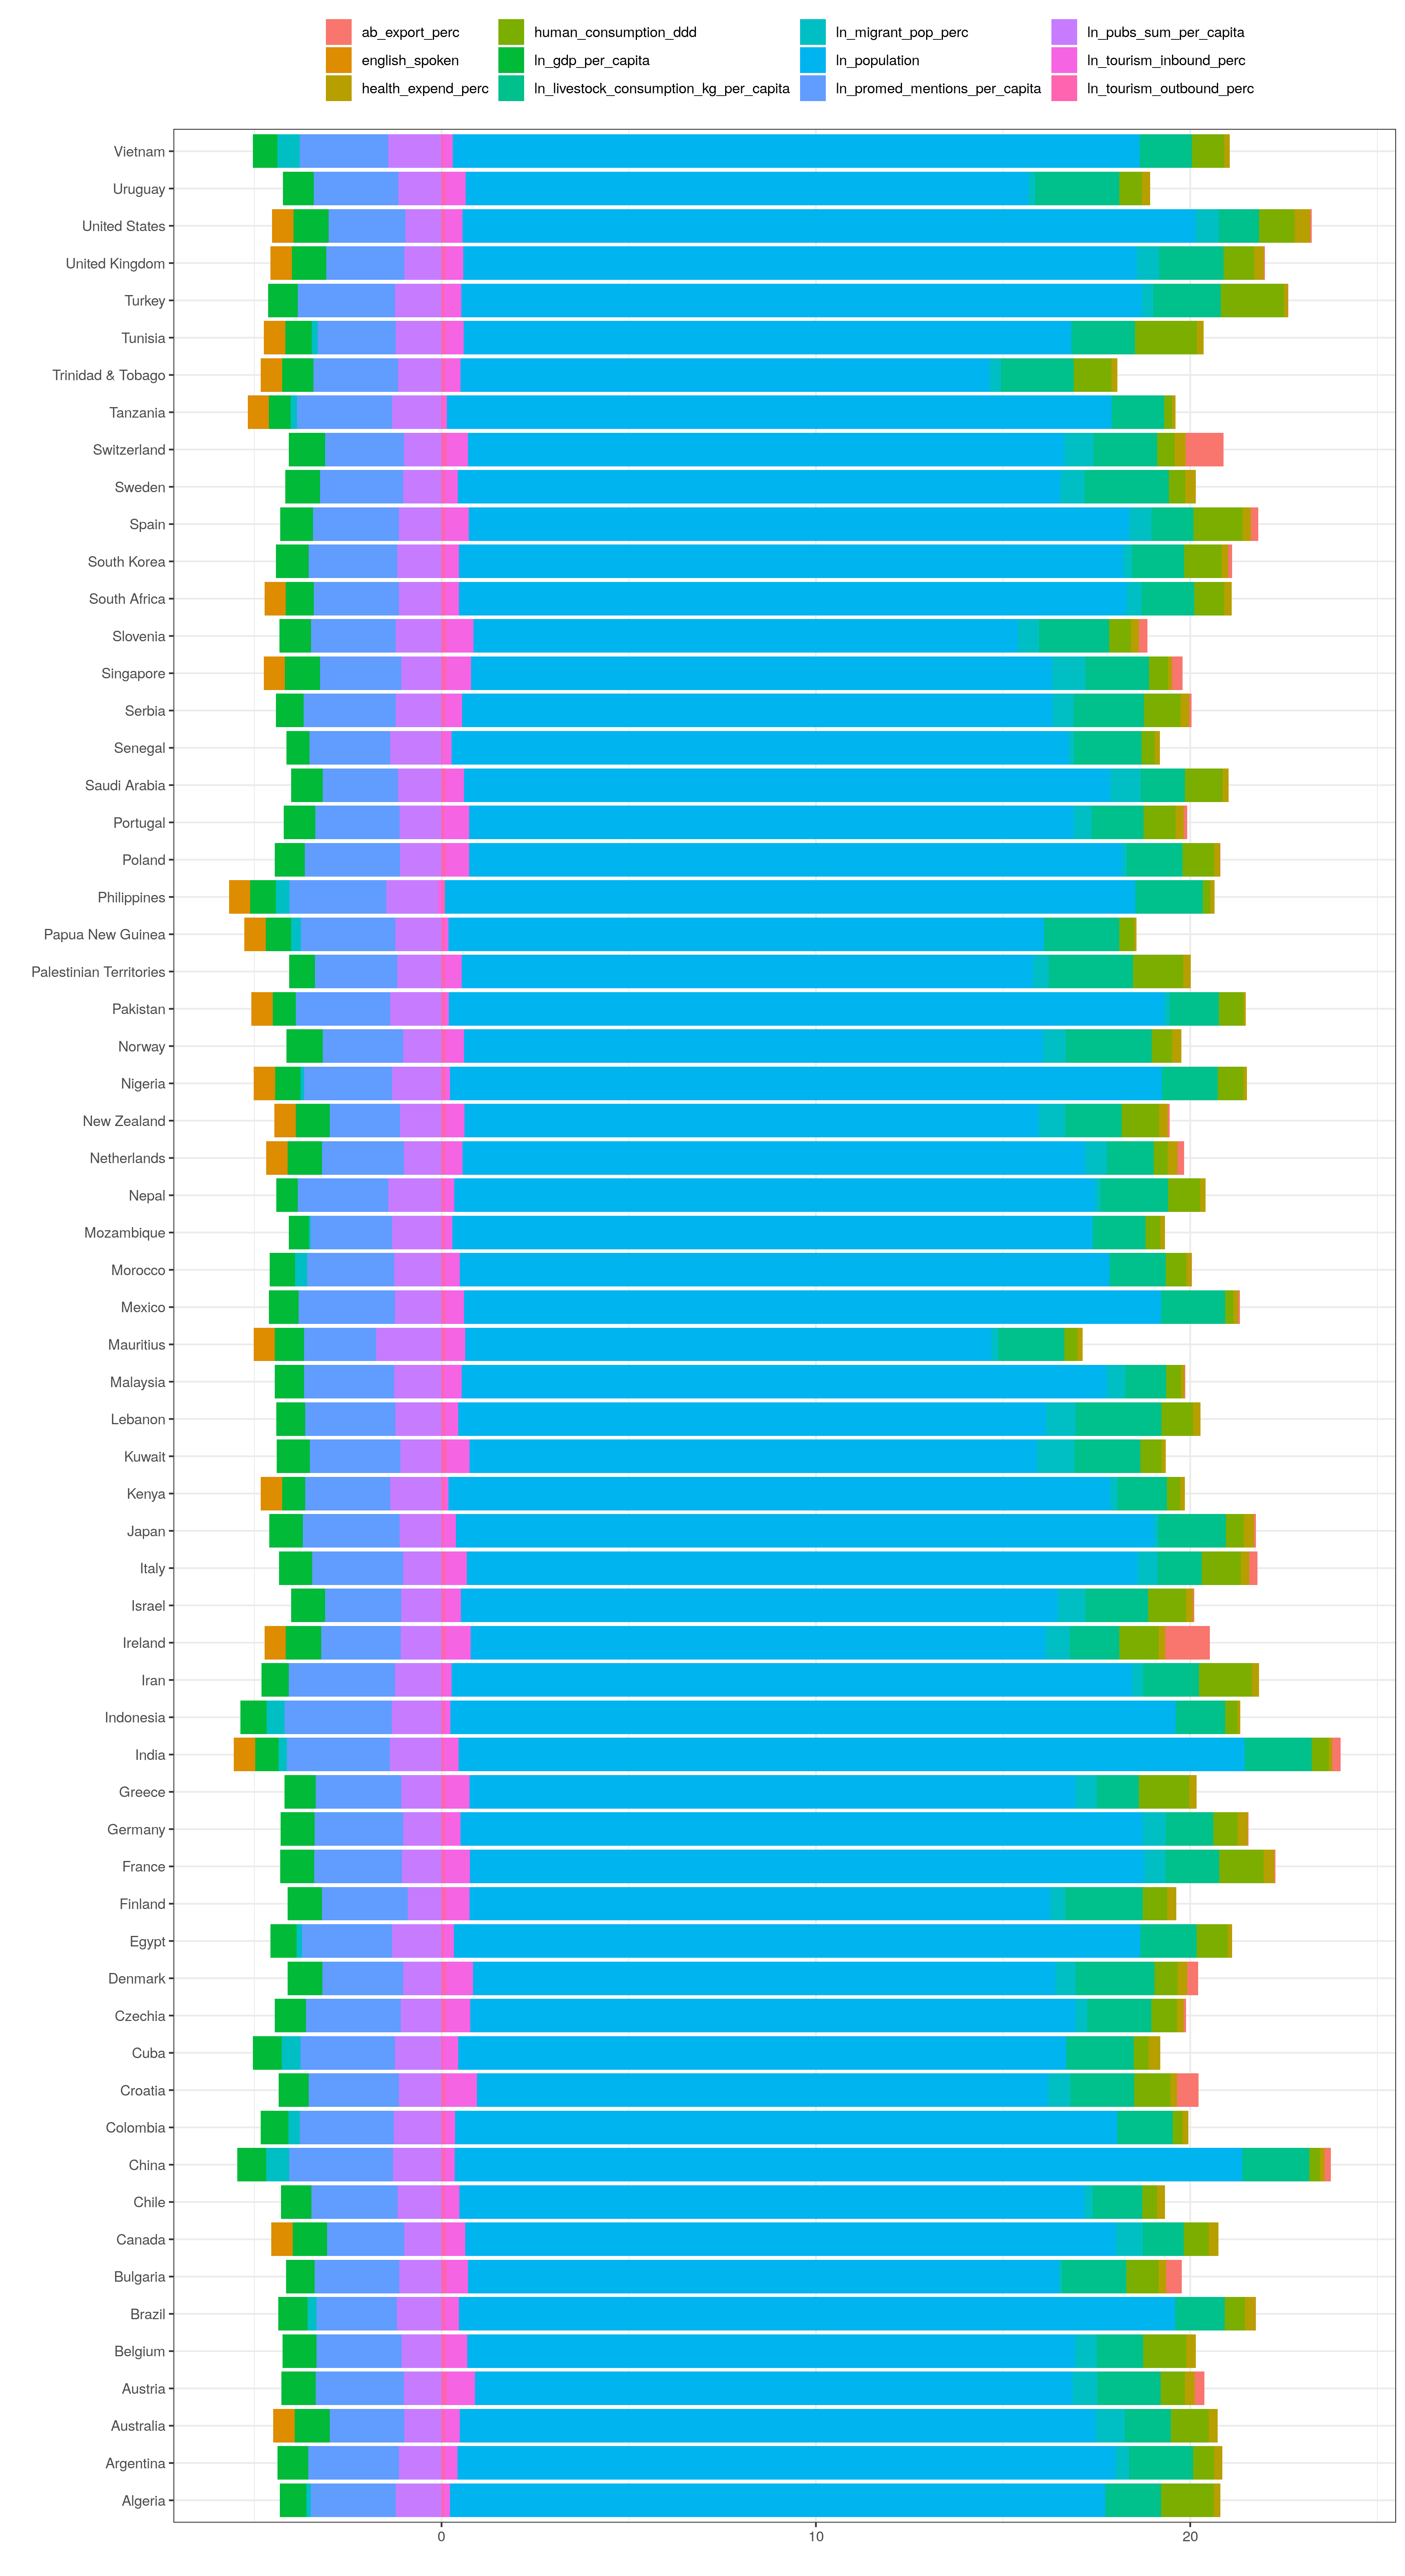 ab_export_perc human_consumption_ddd ln_migrant_pop_perc ln_pubs_sum_per_capita
english_spoken ln_gdp_per_capita ln_population ln_tourism_inbound_perc
health_expend_perc ln_livestock_consumption_kg_per_capita ln_promed_mentions_per_capita ln_tourism_outbound_perc
Vietnam
Uruguay
United States
United Kingdom
Turkey
Tunisia
Trinidad & Tobago
Tanzania
Switzerland
Sweden
Spain
South Korea
South Africa
Slovenia
Singapore
Serbia
Senegal
Saudi Arabia
Portugal
Poland
Philippines
Papua New Guinea
Palestinian Territories
Pakistan
Norway
Nigeria
New Zealand
Netherlands
Nepal
Mozambique
Morocco
Mexico
Mauritius
Malaysia
Lebanon
Kuwait
Kenya
Japan
Italy
Israel
Ireland
Iran
Indonesia
India
Greece
Germany
France
Finland
Egypt
Denmark
Czechia
Cuba
Croatia
Colombia
China
Chile
Canada
Bulgaria
Brazil
Belgium
Austria
Australia
Argentina
Algeria
0 10 20